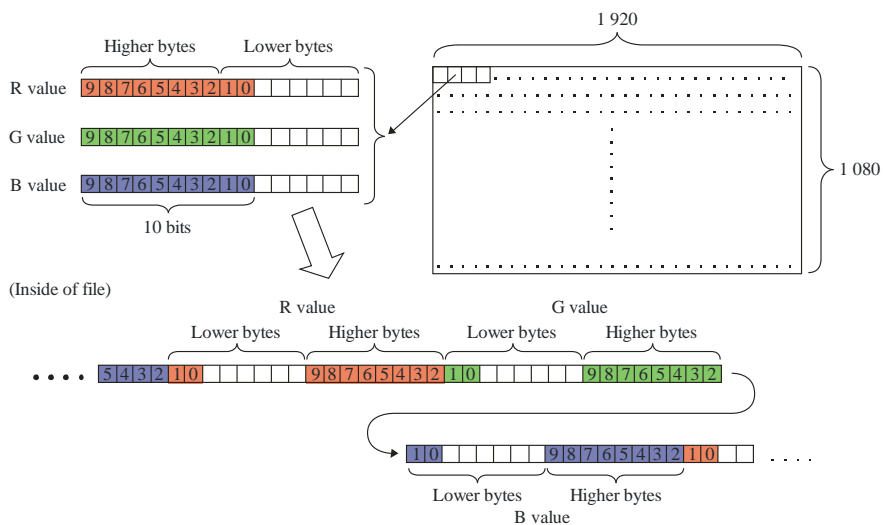 1 920
Higher bytes Lower bytes
R value 9 8 7 6 5 4 3 2 1 0
G value 9 8 7 6 5 4 3 2 1 0
B value 9 8 7 6 5 4 3 2 1 0
10 bits
1 080
(Inside of file)
R value G value
Lower bytes Higher bytes Lower bytes Higher bytes
5 4 3 2 1 0 9 8 7 6 5 4 3 2 1 0 9 8 7 6 5 4 3 2
1 0 9 8 7 6 5 4 3 2 1 0
Lower bytes Higher bytes
B value